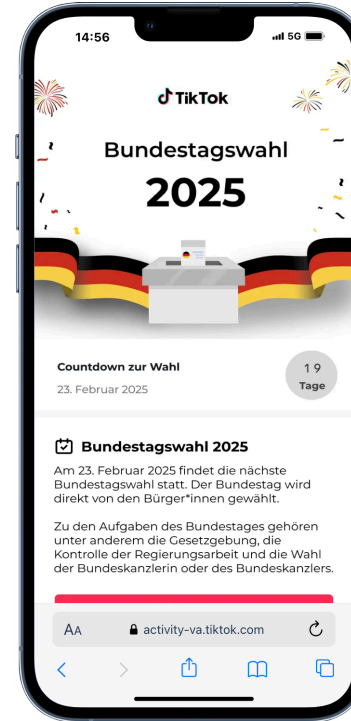 14:56
5G
TikTok
Bundestagswahl
2025
Countdown zur Wahl
23. Februar 2025
19
Tage
Bundestagswahl 2025
Am 23. Februar 2025 findet die nächste
Bundestagswahl statt. Der Bundestag wird
direkt von den Bürger*innen gewählt.
Zu den Aufgaben des Bundestages gehören
unter anderem die Gesetzgebung, die
Kontrolle der Regierungsarbeit und die Wahl
der Bundeskanzlerin oder des Bundeskanzlers.
AA
activity-va.tiktok.com